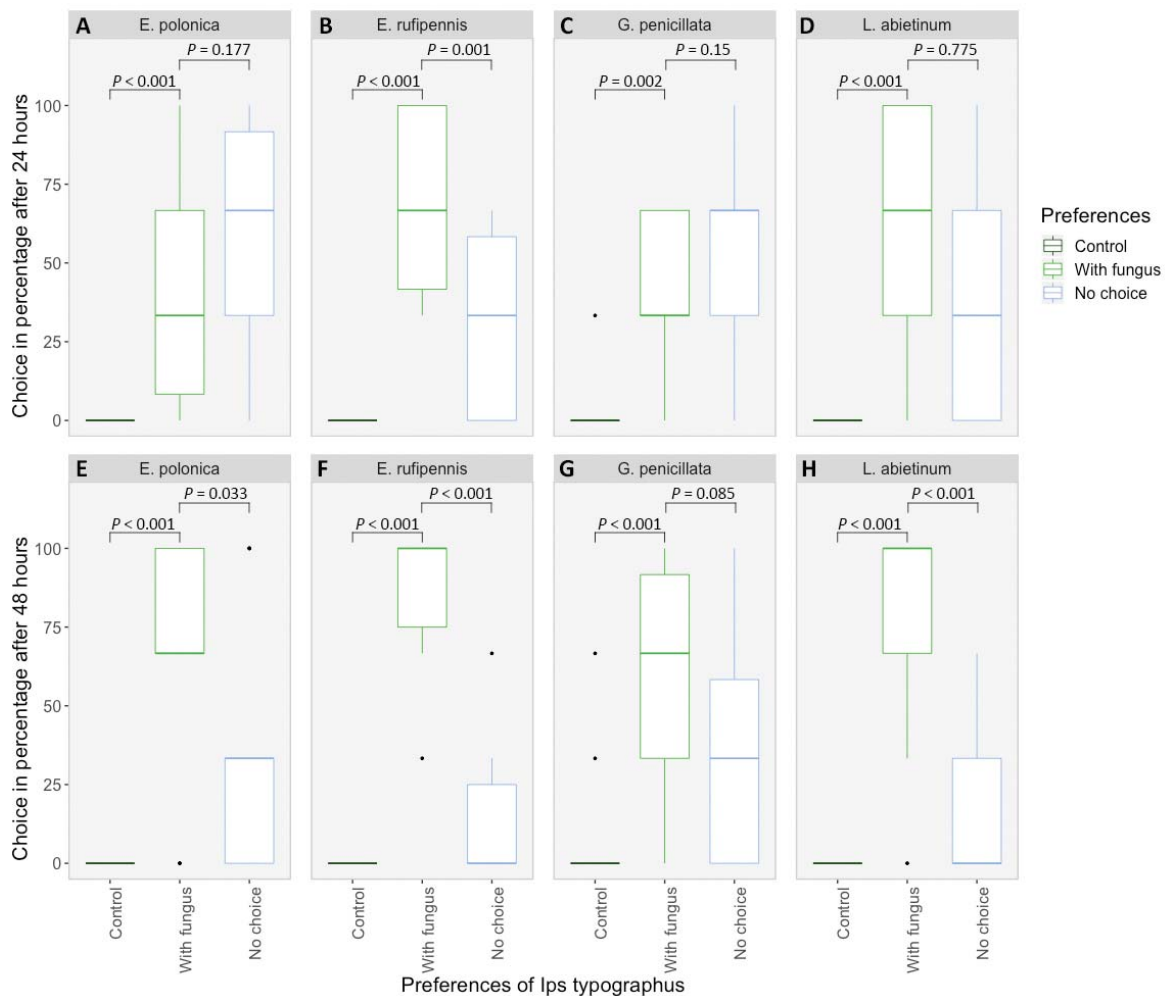 A E. polonica
B E. rufipennis
C G. penicillata
D L. abietinum
P = 0.177
P < 0.001
P = 0.001
P < 0.001
P = 0.15
P = 0.002
P = 0.775
P < 0.001
Choice in percentage after 24 hours
100
75
50
25
0
Preferences
Control
With fungus
No choice
E E. polonica
F E. rufipennis
G G. penicillata
H L. abietinum
P = 0.033
P < 0.001
P < 0.001
P < 0.001
P = 0.085
P < 0.001
P < 0.001
P < 0.001
Choice in percentage after 48 hours
100
75
50
25
0
Control
With fungus
No choice
Control
With fungus
No choice
Control
With fungus
No choice
Control
With fungus
No choice
Preferences of Ips typographus